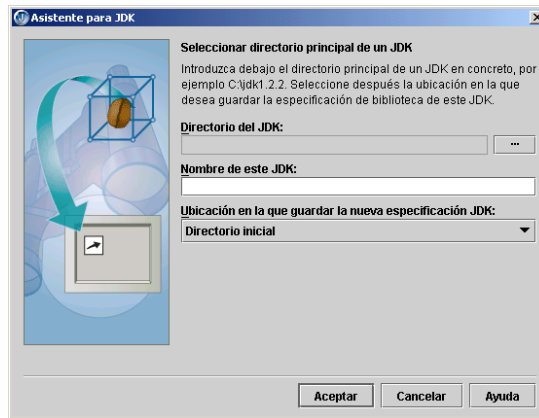 Asistente para JDK
Seleccionar directorio principal de un JDK
Introduzca debajo el directorio principal de un JDK en concreto, por
ejemplo C:\jdk1.2.2. Seleccione después la ubicación en la que
desea guardar la especificación de biblioteca de este JDK.
Directorio del JDK:
...
Nombre de este JDK:
Ubicación en la que guardar la nueva especificación JDK:
Directorio inicial
Aceptar
Cancelar
Ayuda